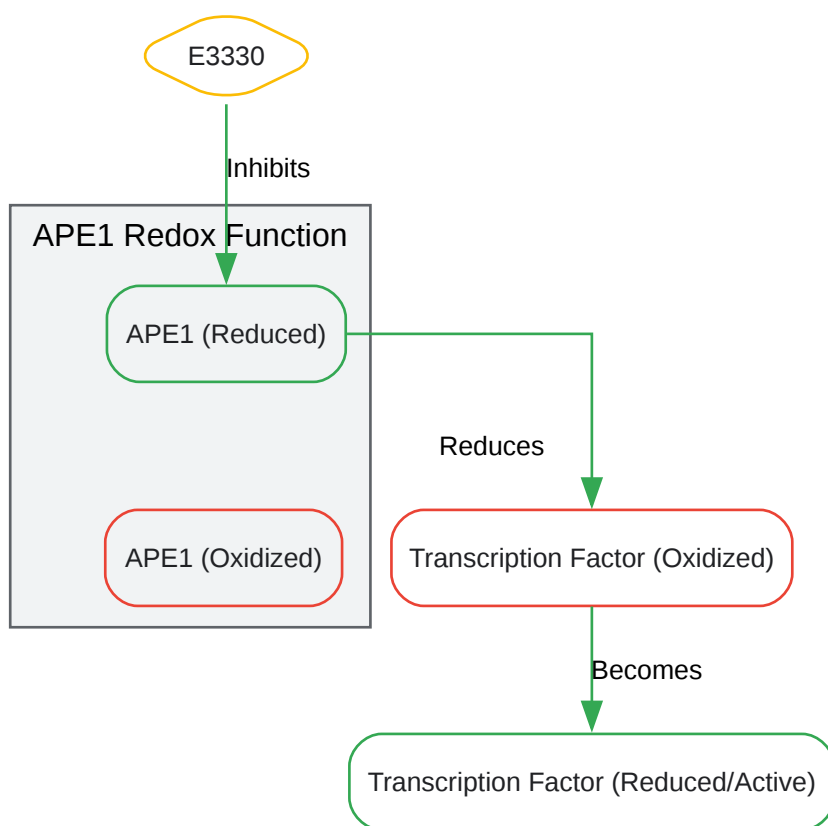 E3330
Inhibits
APE1 Redox Function
APE1 (Reduced)
Reduces
APE1 (Oxidized)
Transcription Factor (Oxidized)
Becomes
Transcription Factor (Reduced/Active)